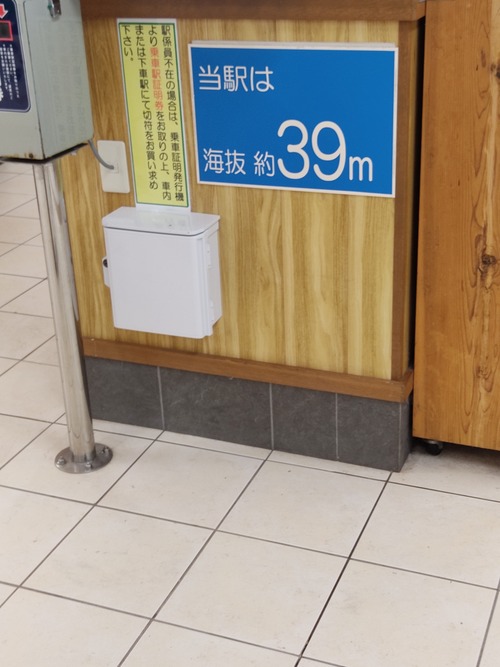 駅係員不在の場合は、乗車証明発行機
より乗車駅証明券をお取りの上、車内
または下車駅にて切符をお買い求め
下さい。
当駅は
海抜 約39m